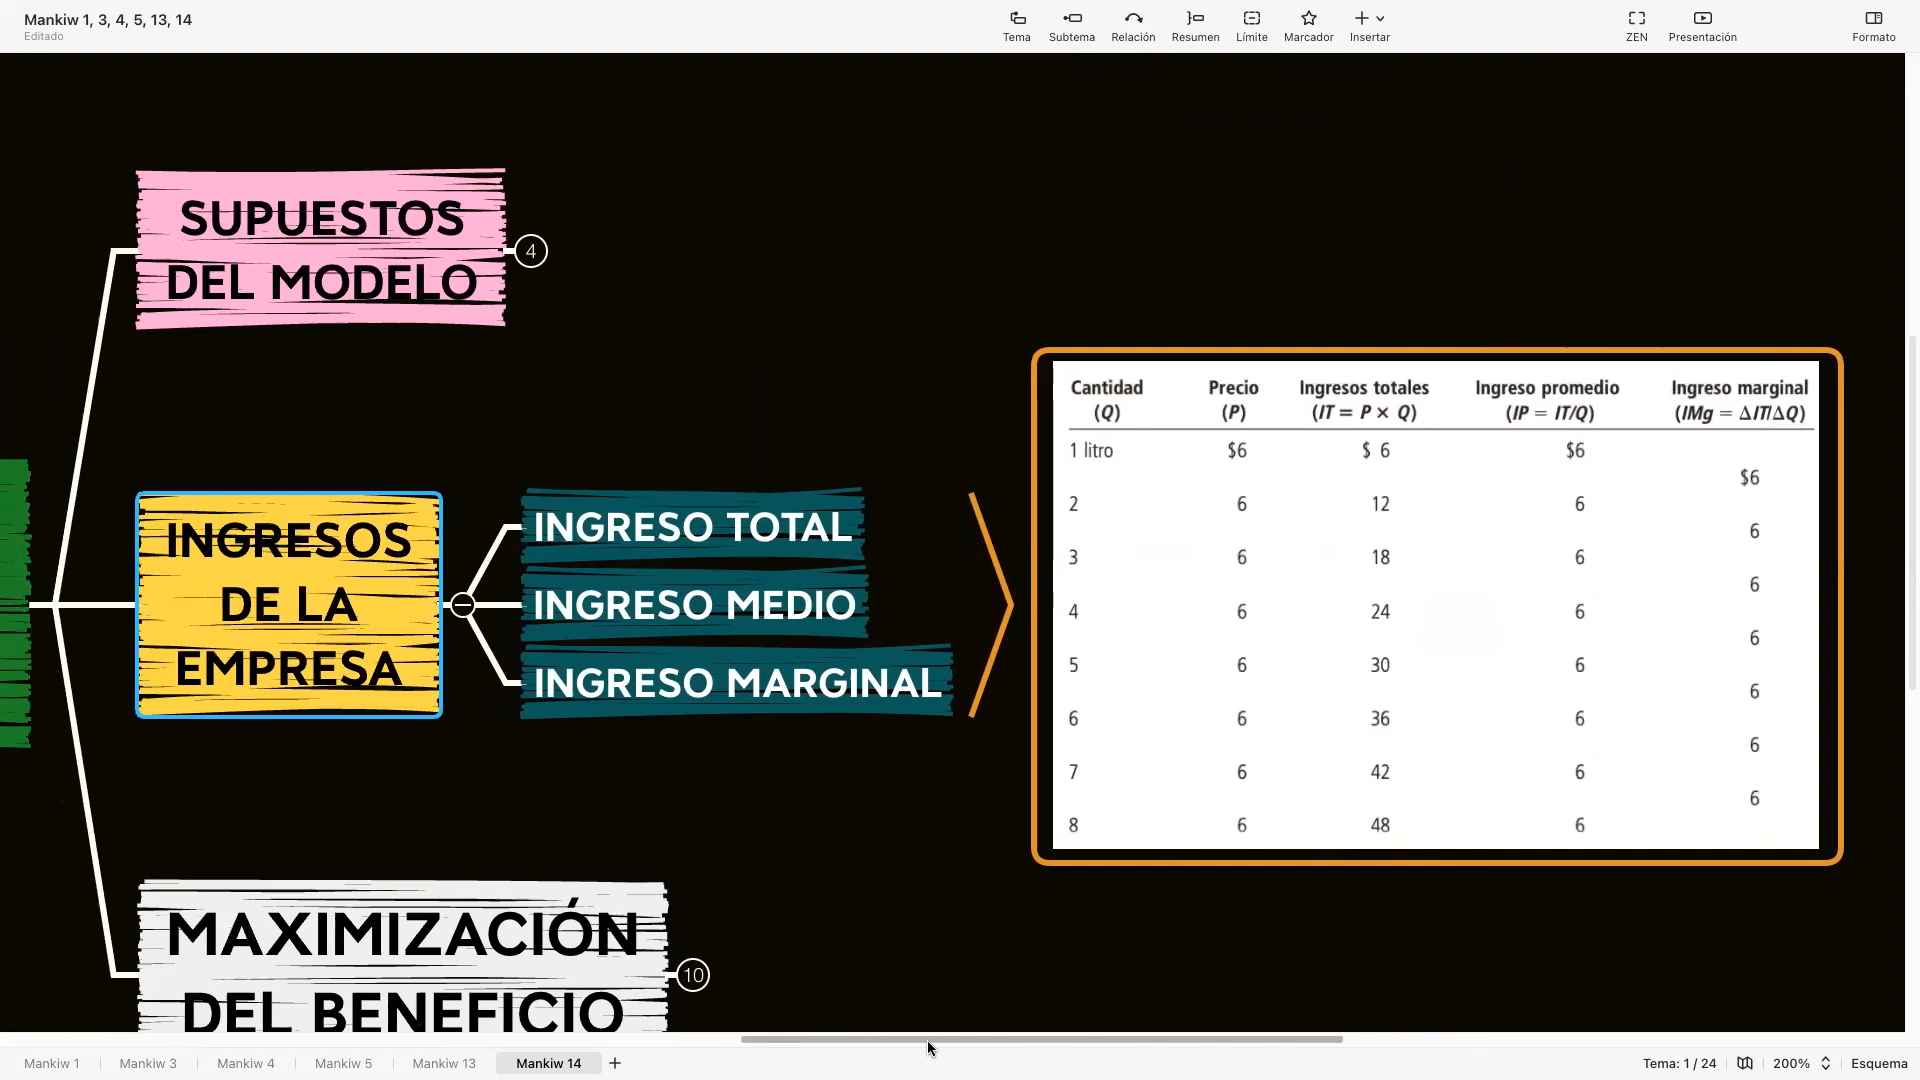 Mankiw 1, 3, 4, 5, 13, 14
Editado
Tema Subtema Relación Resumen Límite Marcador Insertar
ZEN Presentación Formato
SUPUESTOS
DEL MODELO
4
INGRESOS
DE LA
EMPRESA
INGRESO TOTAL
INGRESO MEDIO
INGRESO MARGINAL
Cantidad Precio Ingresos totales Ingreso promedio Ingreso marginal
(Q) (P) (IT = P × Q) (IP = IT/Q) (IMg = ΔIT/ΔQ)
1 litro $6 $ 6 $6
$6
2 6 12 6
6
3 6 18 6
6
4 6 24 6
6
5 6 30 6
6
6 6 36 6
6
7 6 42 6
6
8 6 48 6
MAXIMIZACIÓN
DEL BENEFICIO
10
Mankiw 1 Mankiw 3 Mankiw 4 Mankiw 5 Mankiw 13 Mankiw 14
Tema: 1 / 24 200% Esquema